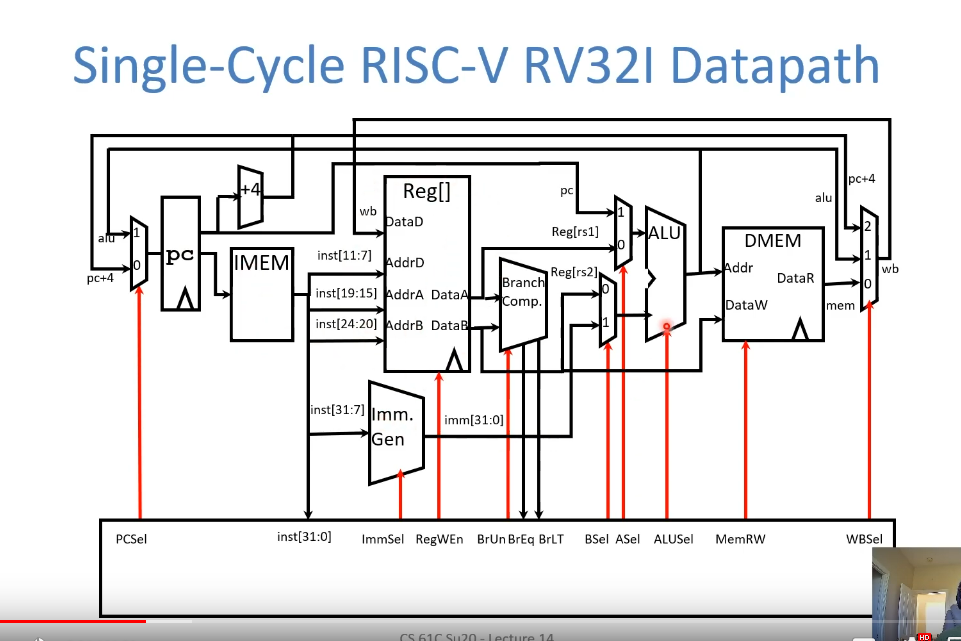 Single-Cycle RISC-V RV32I Datapath
+4
Reg[]
pc
pc+4
wb
DataD
alu
alu
1
1
2
Reg[rs1]
ALU
DMEM
pc
IMEM
inst[11:7]
AddrD
0
1
wb
0
pc+4
Reg[rs2]
Addr
DataR
Branch
Comp.
0
0
inst[19:15]
AddrA
DataA
mem
DataW
inst[24:20]
AddrB
DataB
1
inst[31:7]
Imm.
Gen
imm[31:0]
PCSel
inst[31:0]
ImmSel
RegWEn
BrUn
BrEq
BrLT
BSel
ASel
ALUSel
MemRW
WBSel
CS 61C Su20 - Lecture 14
HD